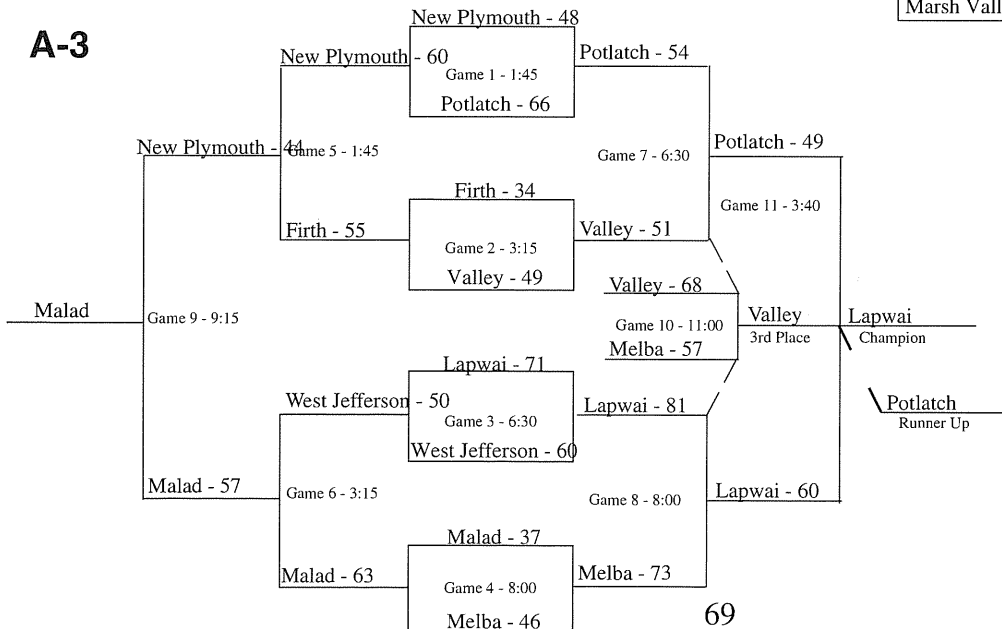 Marsh Vall
A-3
New Plymouth - 48
New Plymouth - 60
Game 1 - 1:45
Potlatch - 54
Potlatch - 66
New Plymouth - 44
Game 5 - 1:45
Game 7 - 6:30
Potlatch - 49
Firth - 34
Game 11 - 3:40
Firth - 55
Game 2 - 3:15
Valley - 51
Valley - 49
Valley - 68
Malad
Game 9 - 9:15
Game 10 - 11:00
Valley
3rd Place
Lapwai
Champion
Melba - 57
Lapwai - 71
West Jefferson - 50
Game 3 - 6:30
Lapwai - 81
Potlatch
Runner Up
West Jefferson - 60
Malad - 57
Game 6 - 3:15
Game 8 - 8:00
Lapwai - 60
Malad - 37
Malad - 63
Game 4 - 8:00
Melba - 73
Melba - 46
69